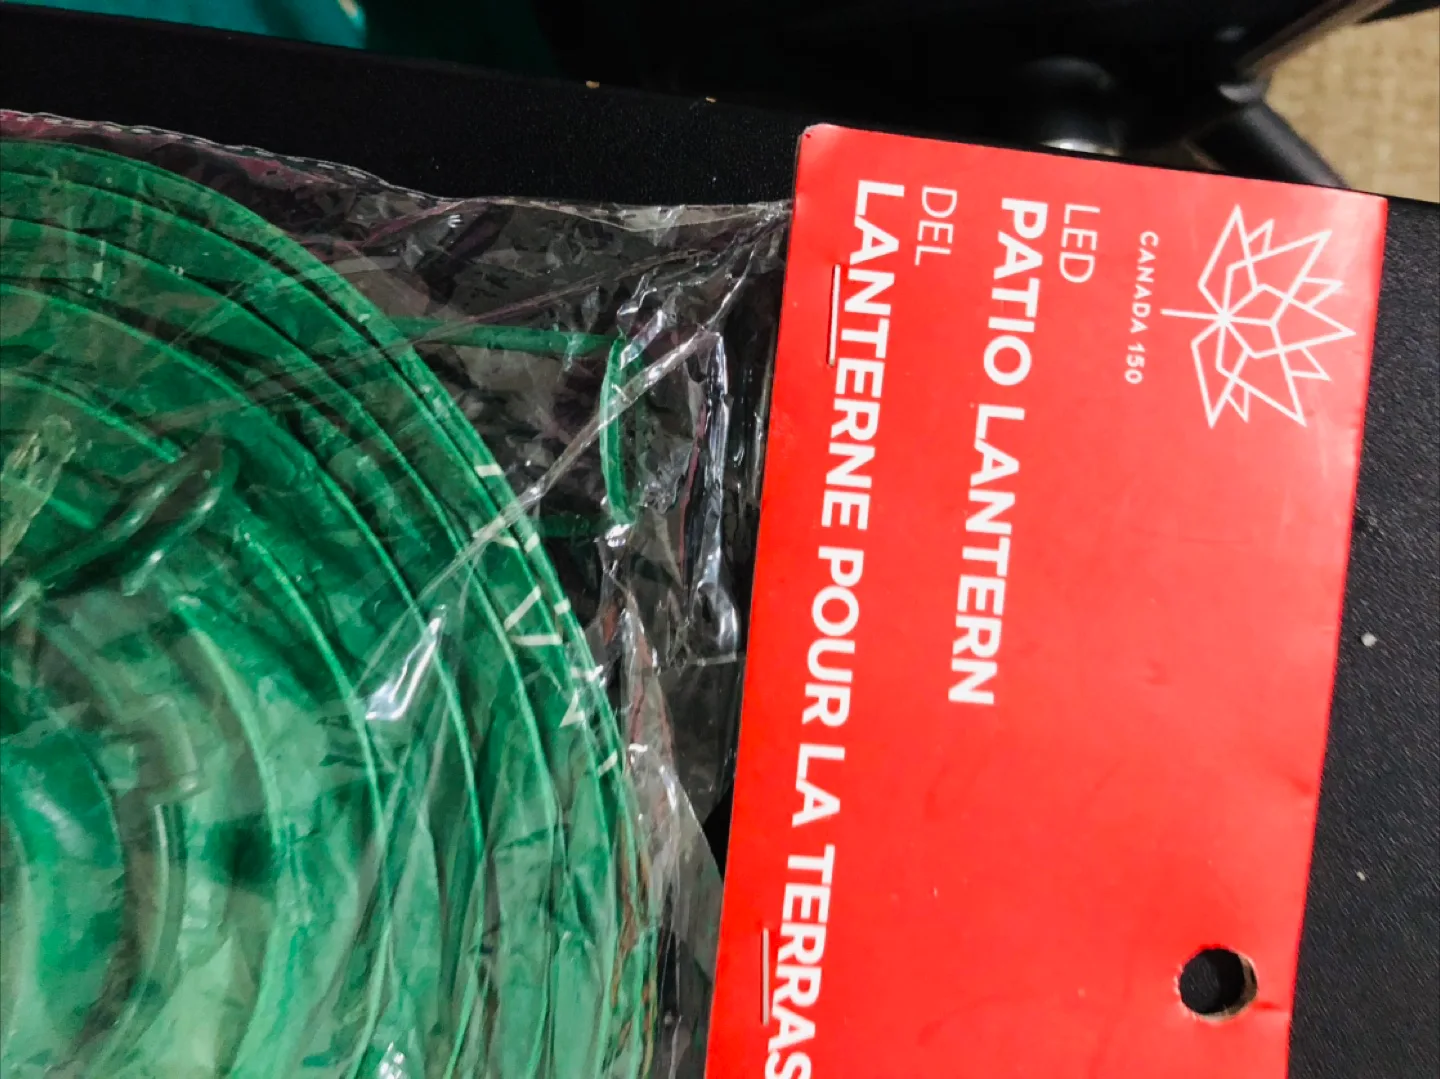 CANADA 150
LED
PATIO LANTERN
DEL
LANTERNE POUR LA TERRAS